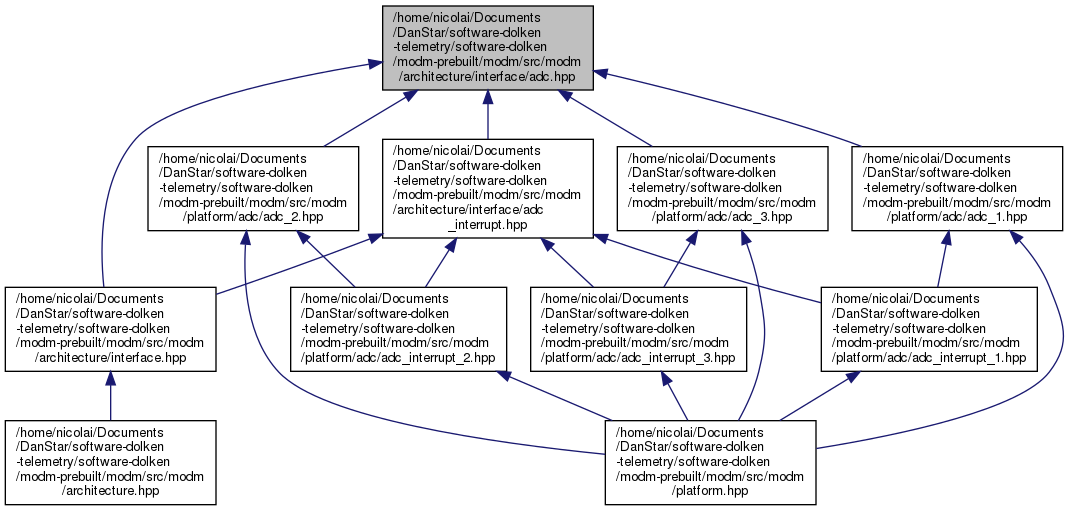 /home/nicolai/Documents
/DanStar/software-dolken
-telemetry/software-dolken
/modm-prebuilt/modm/src/modm
/architecture/interface/adc.hpp
/home/nicolai/Documents
/DanStar/software-dolken
-telemetry/software-dolken
/modm-prebuilt/modm/src/modm
/platform/adc/adc_2.hpp
/home/nicolai/Documents
/DanStar/software-dolken
-telemetry/software-dolken
/modm-prebuilt/modm/src/modm
/architecture/interface/adc
_interrupt.hpp
/home/nicolai/Documents
/DanStar/software-dolken
-telemetry/software-dolken
/modm-prebuilt/modm/src/modm
/platform/adc/adc_3.hpp
/home/nicolai/Documents
/DanStar/software-dolken
-telemetry/software-dolken
/modm-prebuilt/modm/src/modm
/platform/adc/adc_1.hpp
/home/nicolai/Documents
/DanStar/software-dolken
-telemetry/software-dolken
/modm-prebuilt/modm/src/modm
/architecture/interface.hpp
/home/nicolai/Documents
/DanStar/software-dolken
-telemetry/software-dolken
/modm-prebuilt/modm/src/modm
/platform/adc/adc_interrupt_2.hpp
/home/nicolai/Documents
/DanStar/software-dolken
-telemetry/software-dolken
/modm-prebuilt/modm/src/modm
/platform/adc/adc_interrupt_3.hpp
/home/nicolai/Documents
/DanStar/software-dolken
-telemetry/software-dolken
/modm-prebuilt/modm/src/modm
/platform/adc/adc_interrupt_1.hpp
/home/nicolai/Documents
/DanStar/software-dolken
-telemetry/software-dolken
/modm-prebuilt/modm/src/modm
/architecture.hpp
/home/nicolai/Documents
/DanStar/software-dolken
-telemetry/software-dolken
/modm-prebuilt/modm/src/modm
/platform.hpp